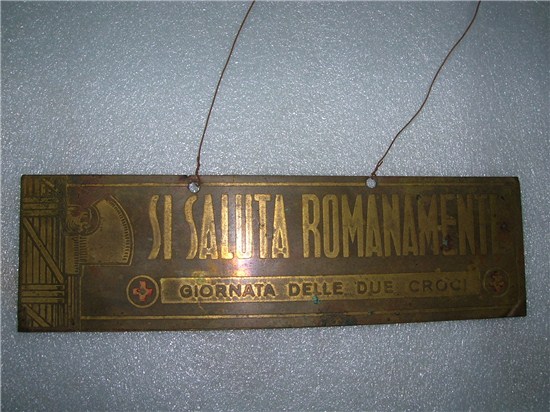 SI SALUTA ROMANAMENTE
GIORNATA DELLE DUE CROCI